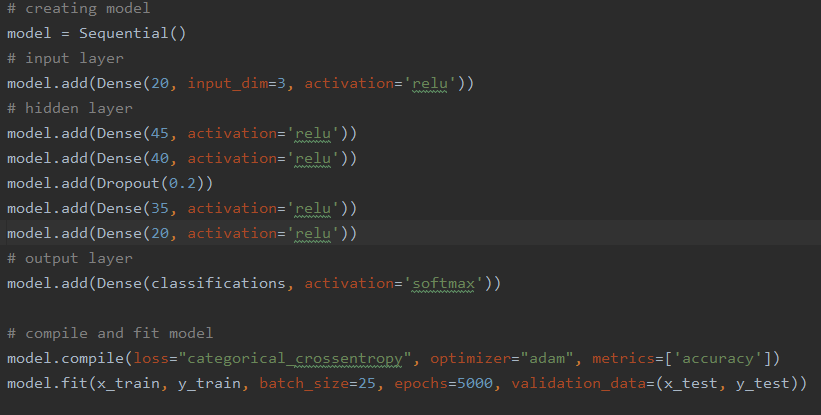 # creating model
model = Sequential()
# input layer
model.add(Dense(20, input_dim=3, activation='relu'))
# hidden layer
model.add(Dense(45, activation='relu'))
model.add(Dense(40, activation='relu'))
model.add(Dropout(0.2))
model.add(Dense(35, activation='relu'))
model.add(Dense(20, activation='relu'))
# output layer
model.add(Dense(classifications, activation='softmax'))
# compile and fit model
model.compile(loss="categorical_crossentropy", optimizer="adam", metrics=['accuracy'])
model.fit(x_train, y_train, batch_size=25, epochs=5000, validation_data=(x_test, y_test))